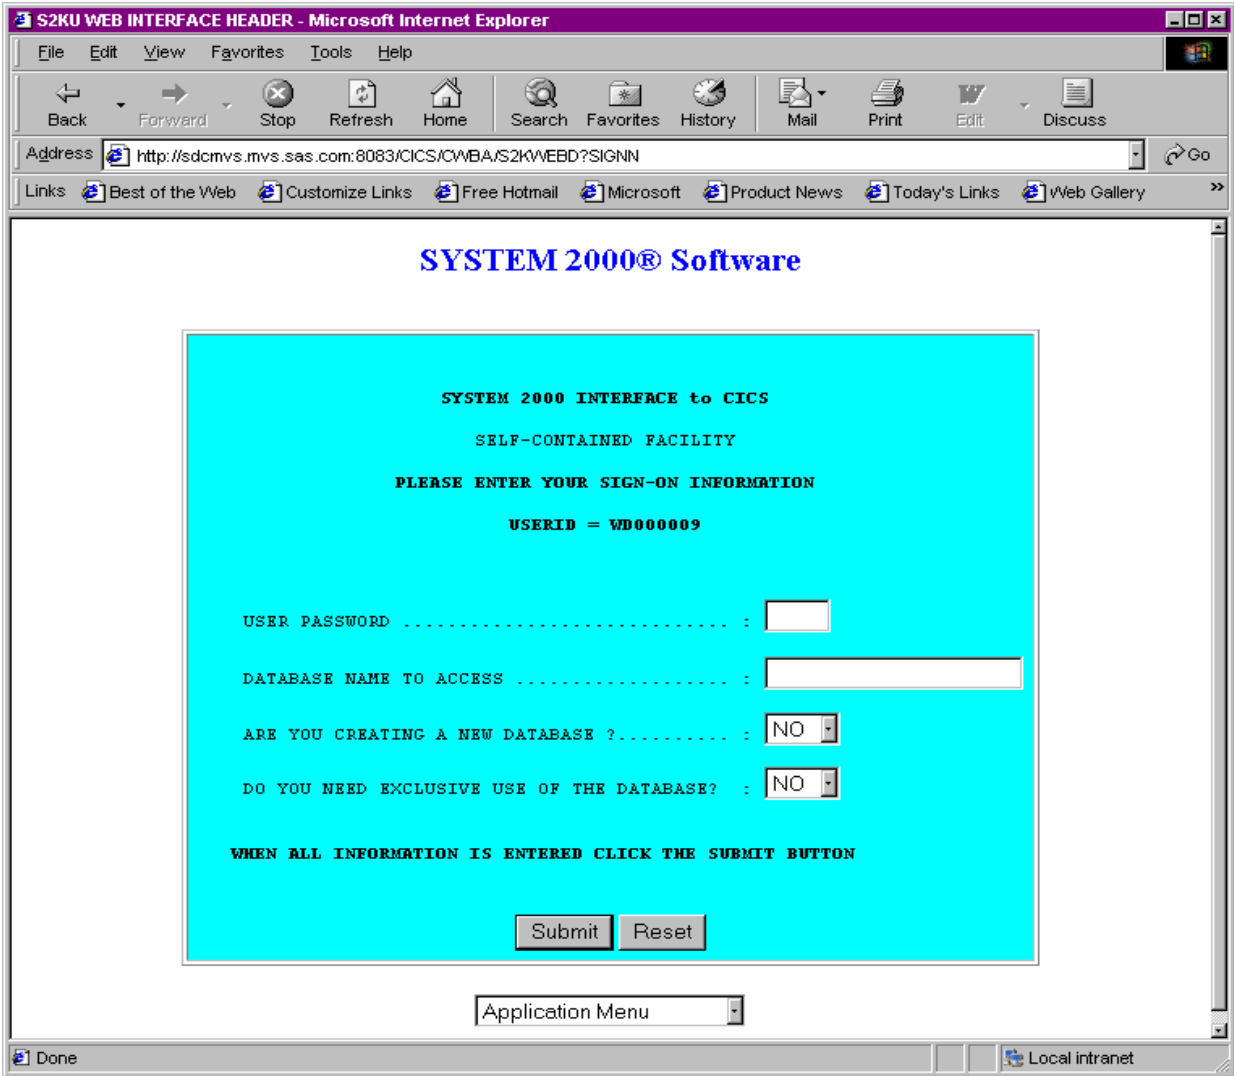 S2KU WEB INTERFACE HEADER - Microsoft Internet Explorer
File Edit View Favorites Tools Help
Back Forward Stop Refresh Home Search Favorites History Mail Print Edit Discuss
Address http://sdcmvs.mvs.sas.com:8083/CICS/CWBA/S2KWEBD?SIGNN Go
Links Best of the Web Customize Links Free Hotmail Microsoft Product News Today's Links Web Gallery »
SYSTEM 2000® Software
SYSTEM 2000 INTERFACE to CICS
SELF-CONTAINED FACILITY
PLEASE ENTER YOUR SIGN-ON INFORMATION
USERID = WD000009
USER PASSWORD ............................. :
DATABASE NAME TO ACCESS ................... :
ARE YOU CREATING A NEW DATABASE ?.......... : NO
DO YOU NEED EXCLUSIVE USE OF THE DATABASE? : NO
WHEN ALL INFORMATION IS ENTERED CLICK THE SUBMIT BUTTON
Submit Reset
Application Menu
Done Local intranet